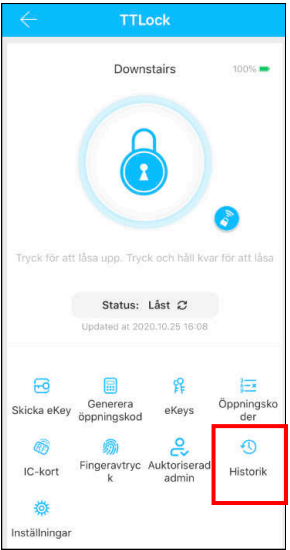 TTLock
Downstairs
100%
Tryck för att låsa upp. Tryck och håll kvar för att låsa
Status: Låst
Updated at 2020.10.25 16:08
Skicka eKey
Generera
öppningskod
eKeys
Öppningsko
der
IC-kort
Fingeravtryc
k
Auktoriserad
admin
Historik
Inställningar